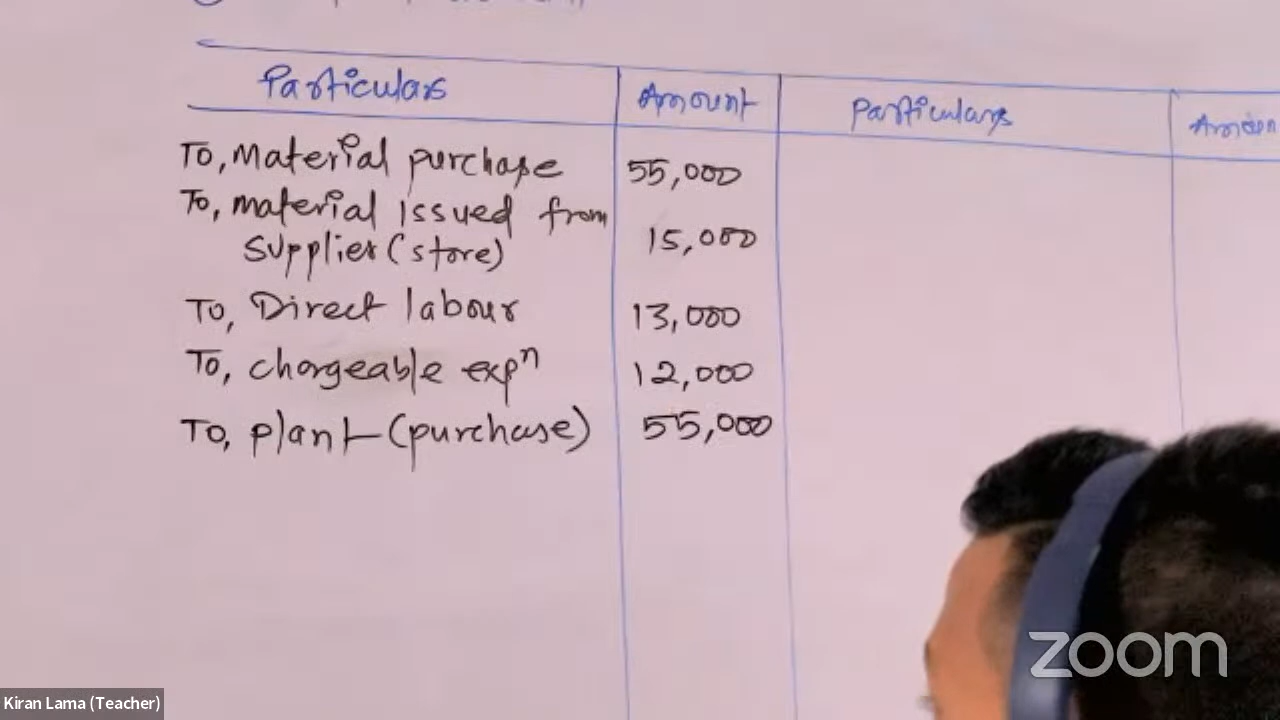 Particulars Amount Particulars
To, Material purchase 55,000
To, material issued from
supplier (store) 15,000
To, Direct labour 13,000
To, chargeable expⁿ 12,000
To, plant (purchase) 55,000
zoom
Kiran Lama (Teacher)